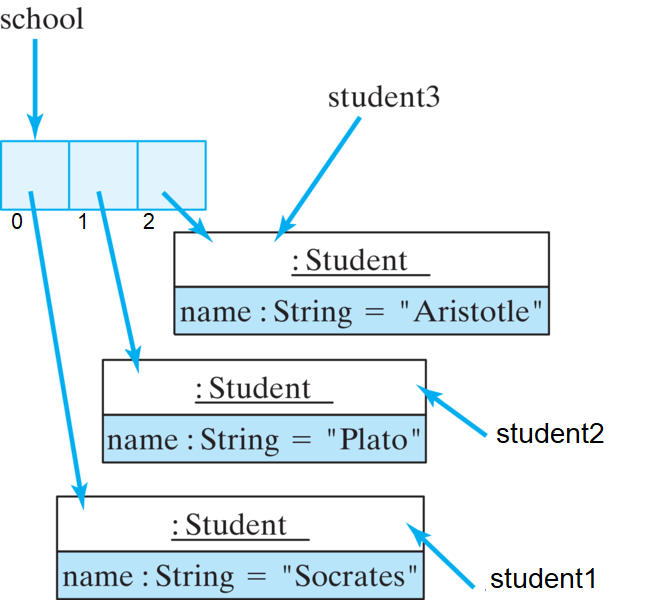 school
student3
0 1 2
:Student
name : String = "Aristotle"
:Student
name : String = "Plato"
student2
:Student
name : String = "Socrates"
student1